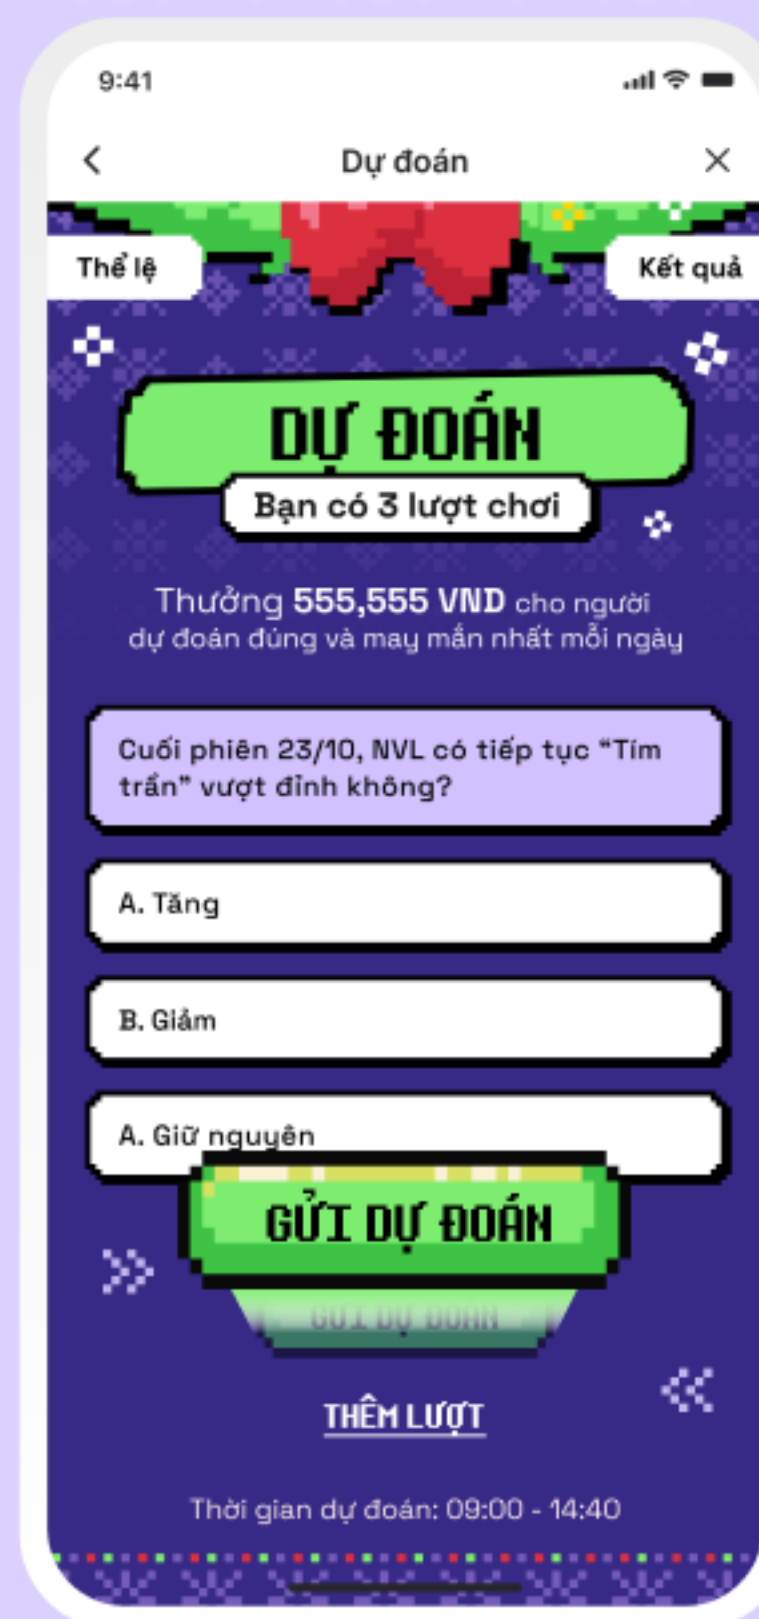 9:41
Dự đoán
Thể lệ
Kết quả
DỰ ĐOÁN
Bạn có 3 lượt chơi
Thưởng 555,555 VND cho người
dự đoán đúng và may mắn nhất mỗi ngày
Cuối phiên 23/10, NVL có tiếp tục “Tím
trần” vượt đỉnh không?
A. Tăng
B. Giảm
A. Giữ nguyên
GỬI DỰ ĐOÁN
GỬI DỰ ĐOÁN
THÊM LƯỢT
Thời gian dự đoán: 09:00 - 14:40